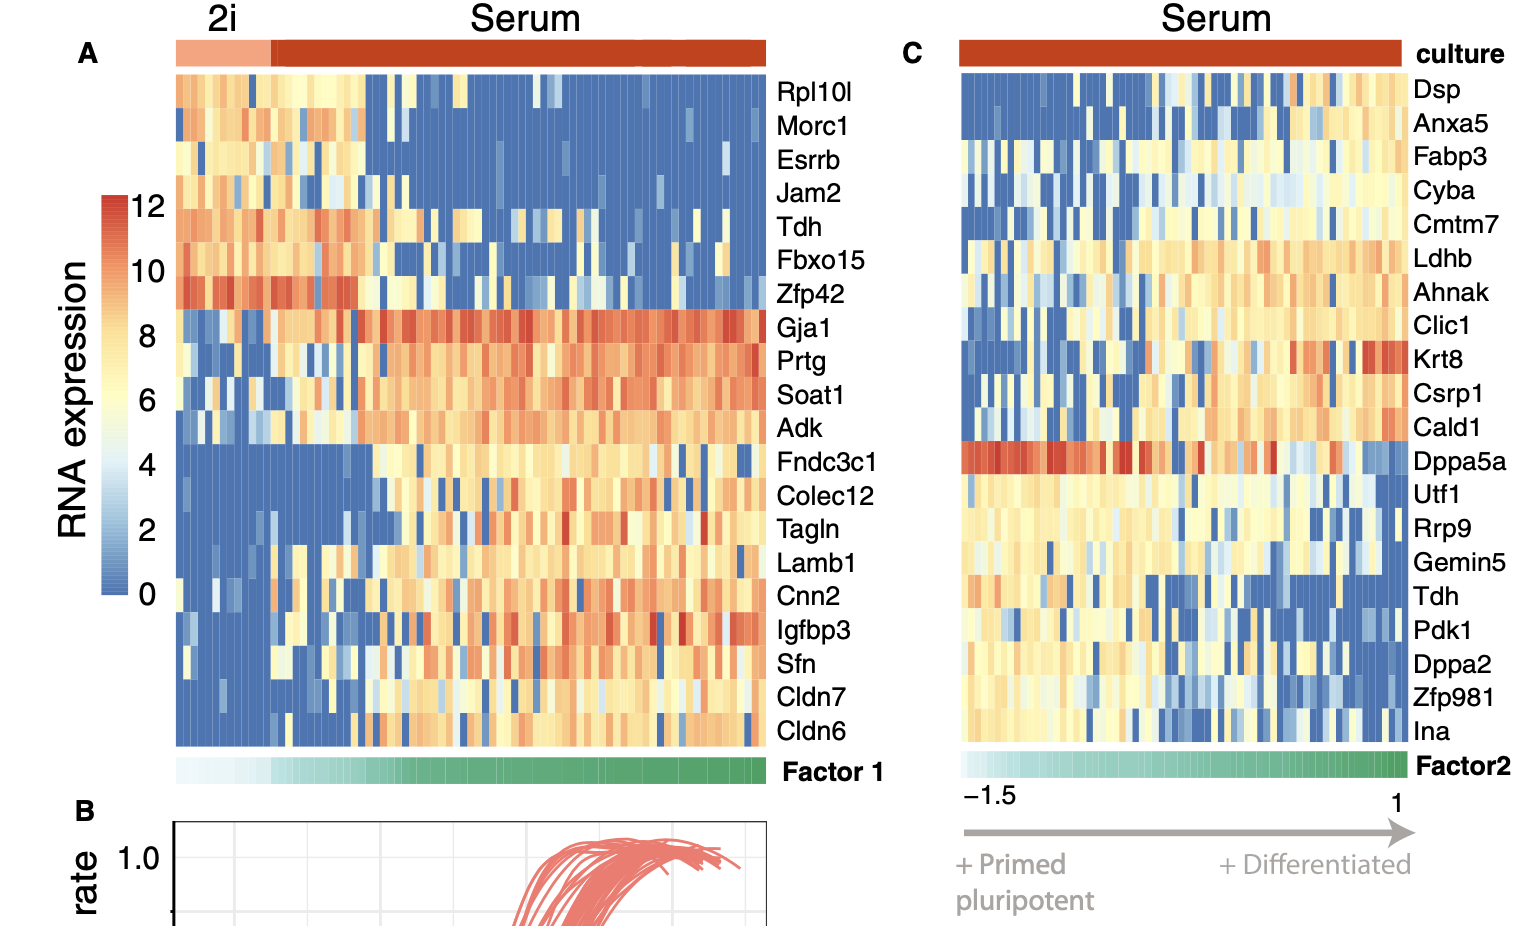 2i
Serum
A
Rpl10l
Morc1
Esrrb
Jam2
Tdh
Fbxo15
Zfp42
Gja1
Prtg
Soat1
Adk
Fndc3c1
Colec12
Tagln
Lamb1
Cnn2
Igfbp3
Sfn
Cldn7
Cldn6
Factor 1
RNA expression
12
10
8
6
4
2
0
B
rate
1.0
C
Serum
culture
Dsp
Anxa5
Fabp3
Cyba
Cmtm7
Ldhb
Ahnak
Clic1
Krt8
Csrp1
Cald1
Dppa5a
Utf1
Rrp9
Gemin5
Tdh
Pdk1
Dppa2
Zfp981
Ina
Factor2
−1.5
1
+ Primed
pluripotent
+ Differentiated